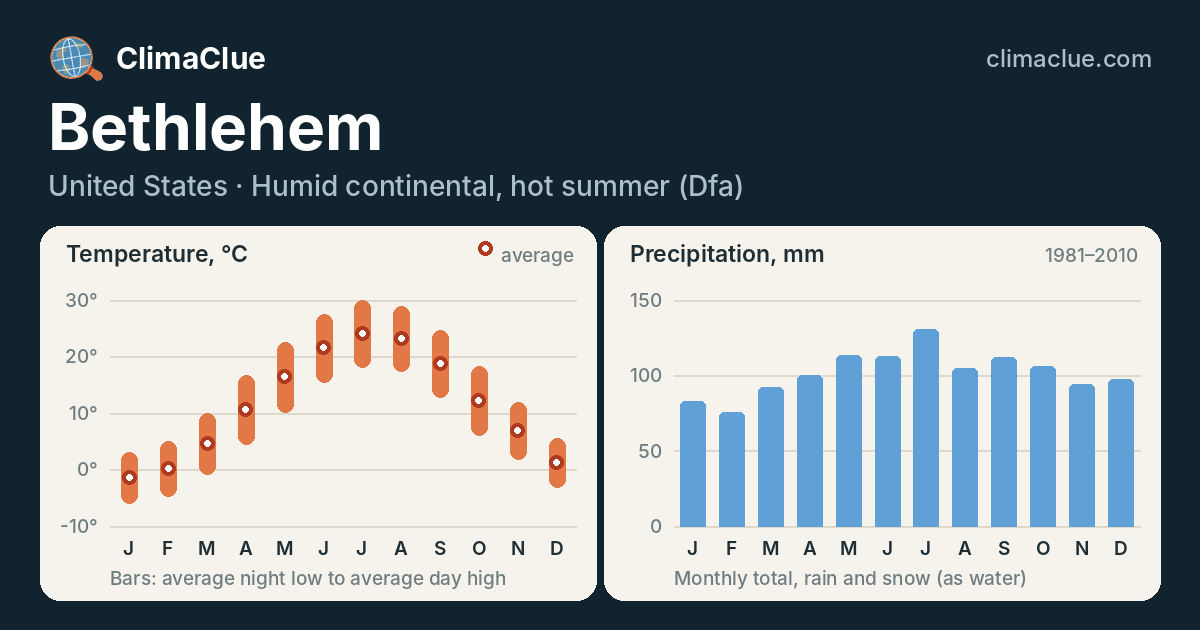 ClimaClue
climaclue.com
Bethlehem
United States · Humid continental, hot summer (Dfa)
Temperature, °C
average
30°
20°
10°
0°
-10°
J F M A M J J A S O N D
Bars: average night low to average day high
Precipitation, mm
1981–2010
150
100
50
0
J F M A M J J A S O N D
Monthly total, rain and snow (as water)